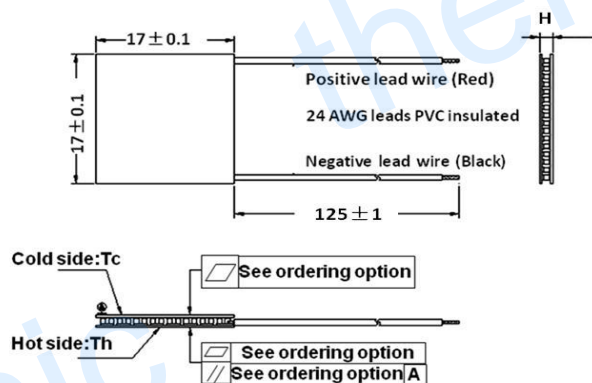 17±0.1
H
Positive lead wire (Red)
17±0.1
24 AWG leads PVC insulated
Negative lead wire (Black)
125±1
Cold side:Tc
See ordering option
Hot side:Th
See ordering option
// See ordering option A